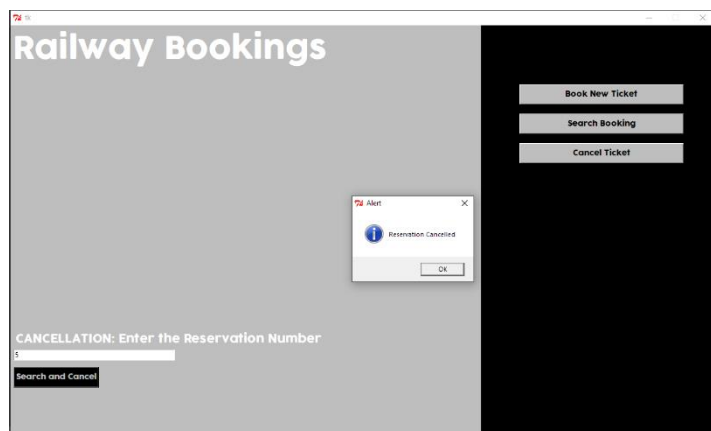 tk
Railway Bookings
Book New Ticket
Search Booking
Cancel Ticket
Alert
Reservation Cancelled
OK
CANCELLATION: Enter the Reservation Number
5
Search and Cancel